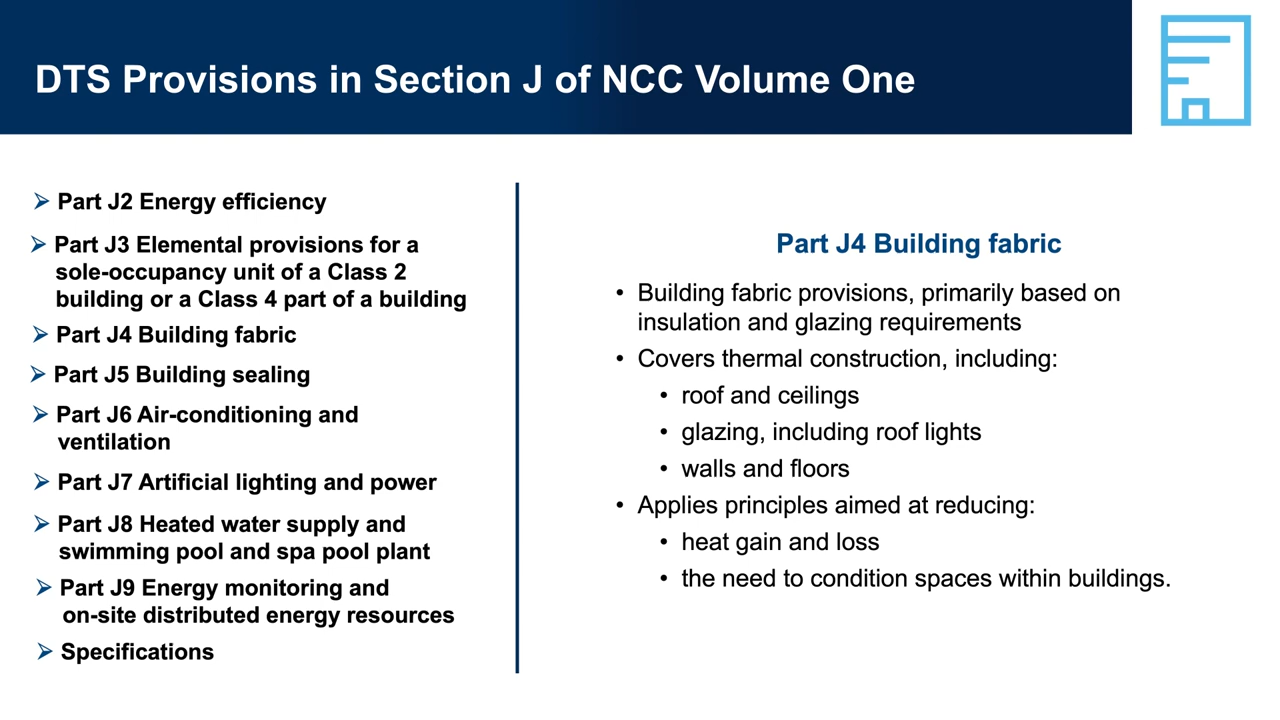 DTS Provisions in Section J of NCC Volume One
Part J2 Energy efficiency
Part J3 Elemental provisions for a
sole-occupancy unit of a Class 2
building or a Class 4 part of a building
Part J4 Building fabric
Part J5 Building sealing
Part J6 Air-conditioning and
ventilation
Part J7 Artificial lighting and power
Part J8 Heated water supply and
swimming pool and spa pool plant
Part J9 Energy monitoring and
on-site distributed energy resources
Specifications
Part J4 Building fabric
• Building fabric provisions, primarily based on
insulation and glazing requirements
• Covers thermal construction, including:
• roof and ceilings
• glazing, including roof lights
• walls and floors
• Applies principles aimed at reducing:
• heat gain and loss
• the need to condition spaces within buildings.